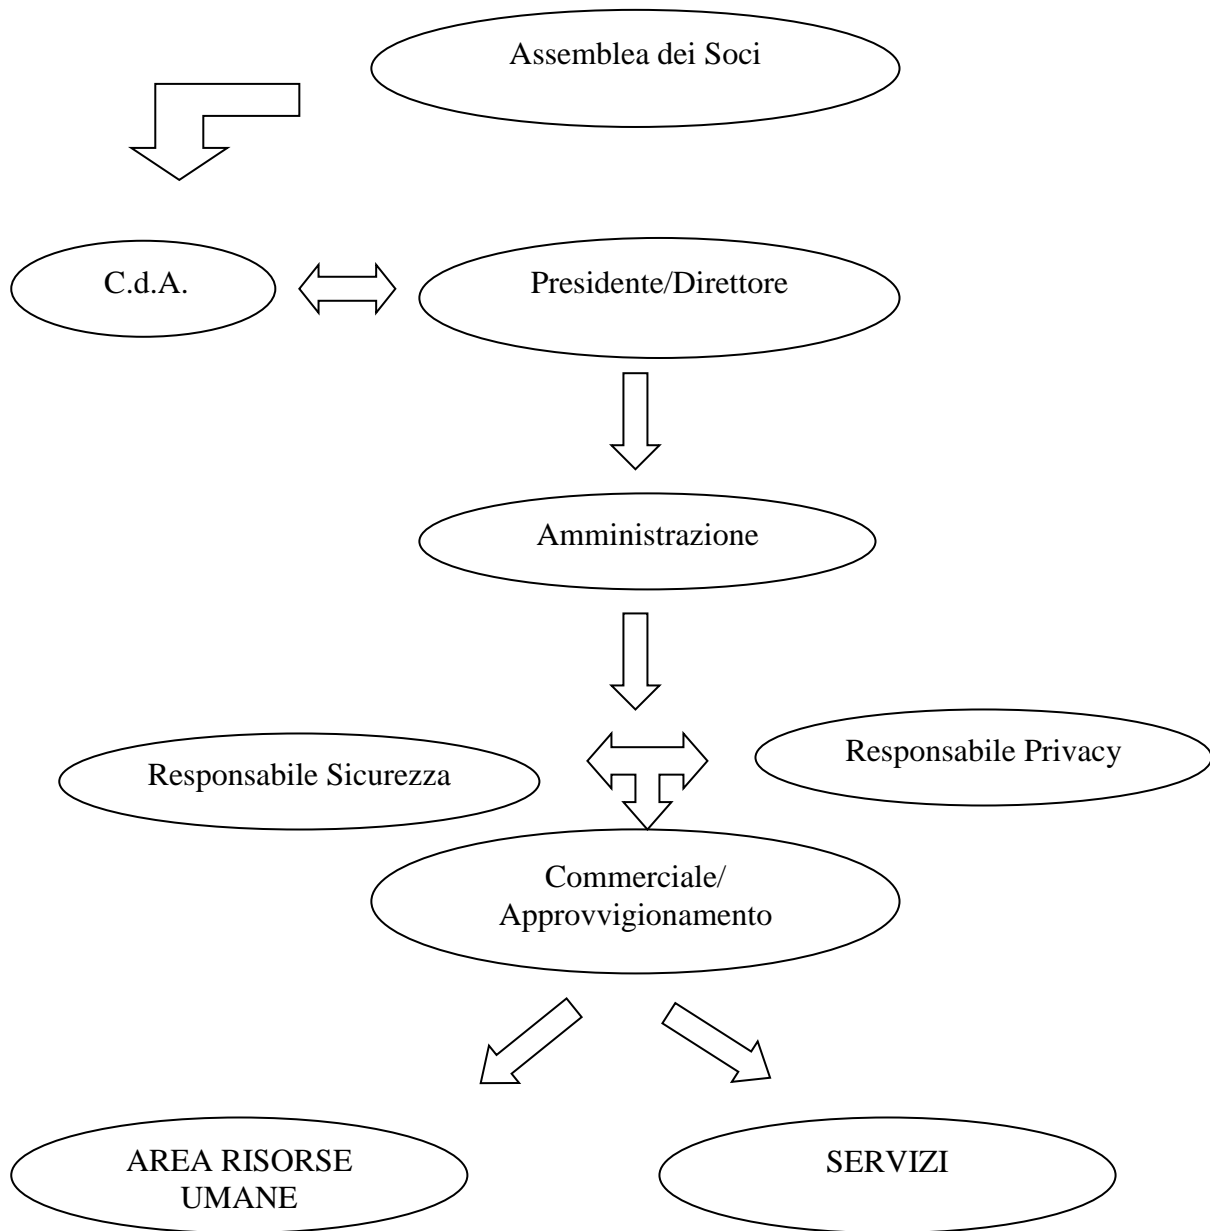 Assemblea dei Soci
C.d.A.
Presidente/Direttore
Amministrazione
Responsabile Sicurezza
Responsabile Privacy
Commerciale/
Approvvigionamento
AREA RISORSE
UMANE
SERVIZI